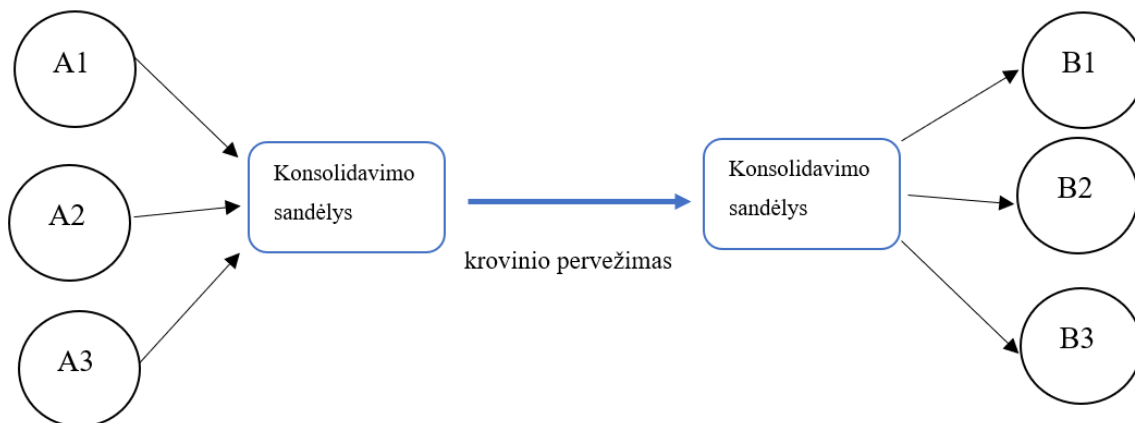 A1
A2
A3
Konsolidavimo
sandėlys
krovinio pervežimas
Konsolidavimo
sandėlys
B1
B2
B3